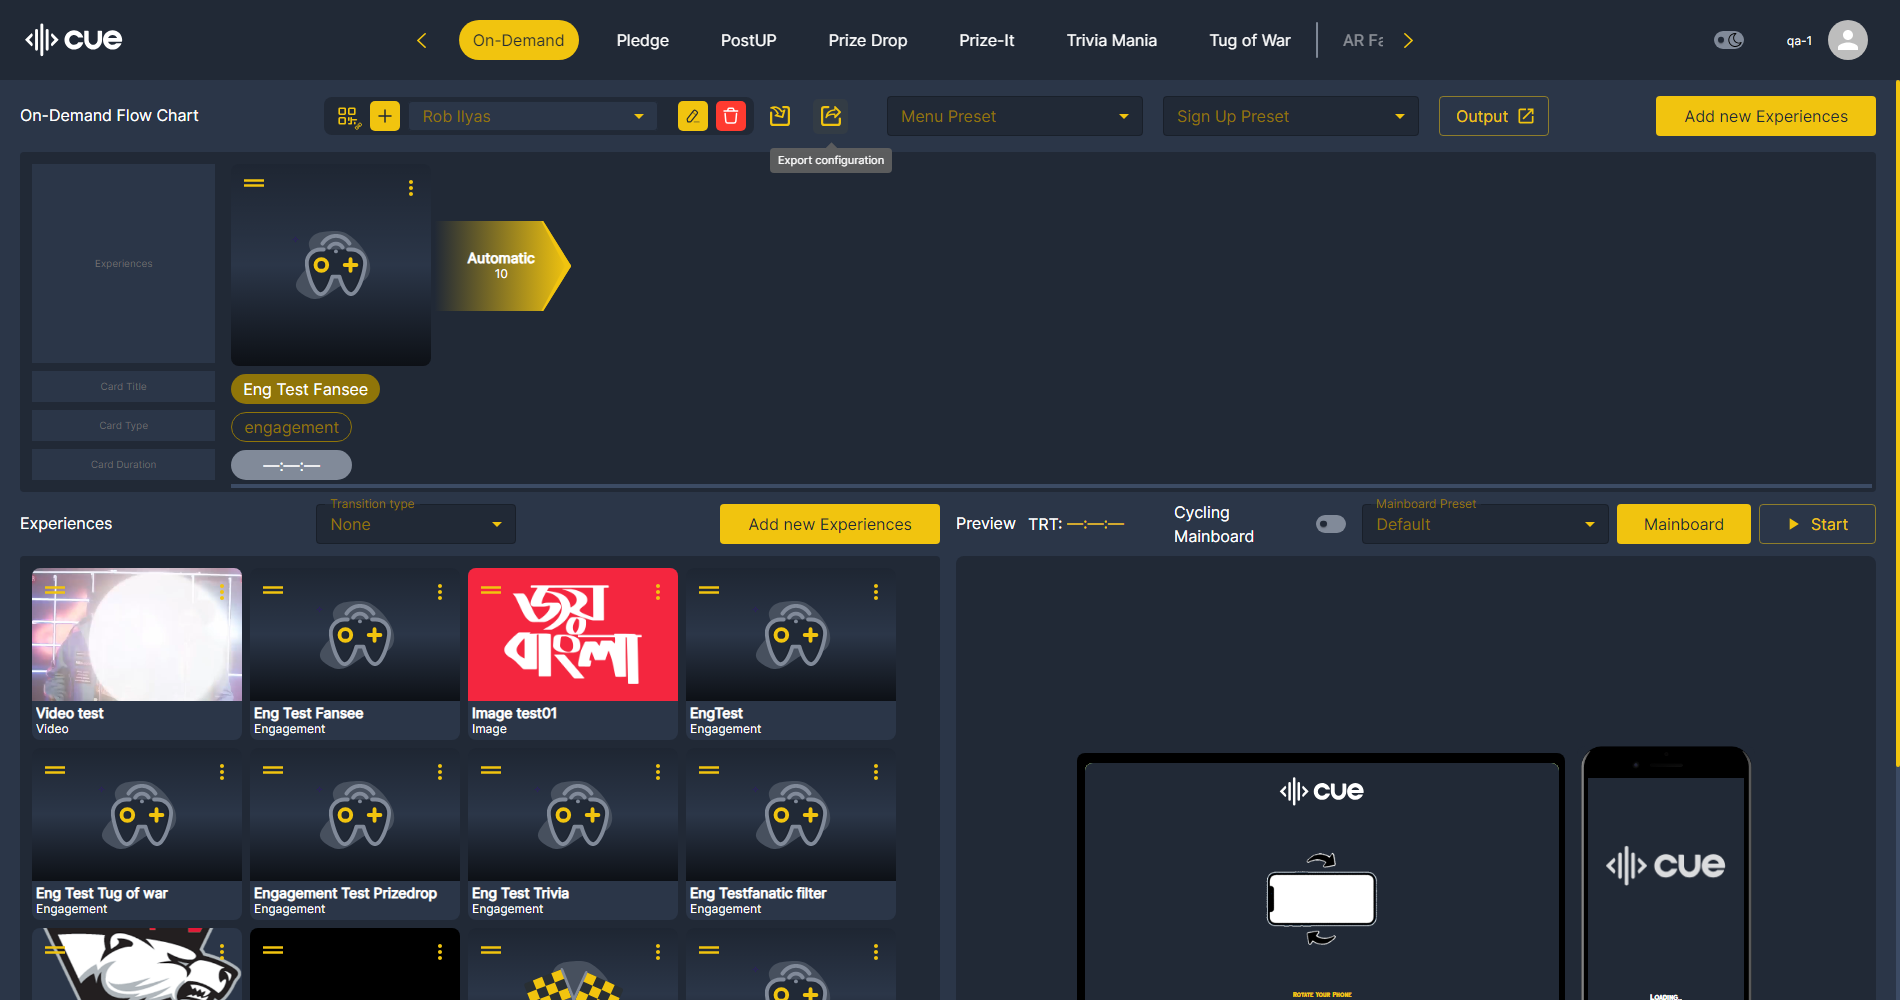 cue
On-Demand
Pledge
PostUP
Prize Drop
Prize-It
Trivia Mania
Tug of War
AR Fa
qa-1
On-Demand Flow Chart
Rob Ilyas
Menu Preset
Sign Up Preset
Output
Add new Experiences
Export configuration
Experiences
Automatic
10
Card Title
Eng Test Fansee
Card Type
engagement
Card Duration
—:—:—
Experiences
Transition type
None
Add new Experiences
Preview
TRT: —:—:—
Cycling
Mainboard
Mainboard Preset
Default
Mainboard
Start
জয়
বাংলা
Video test
Video
Eng Test Fansee
Engagement
Image test01
Image
EngTest
Engagement
Eng Test Tug of war
Engagement
Engagement Test Prizedrop
Engagement
Eng Test Trivia
Engagement
Eng Testfanatic filter
Engagement
cue
Rotate your Phone
cue
Loading...